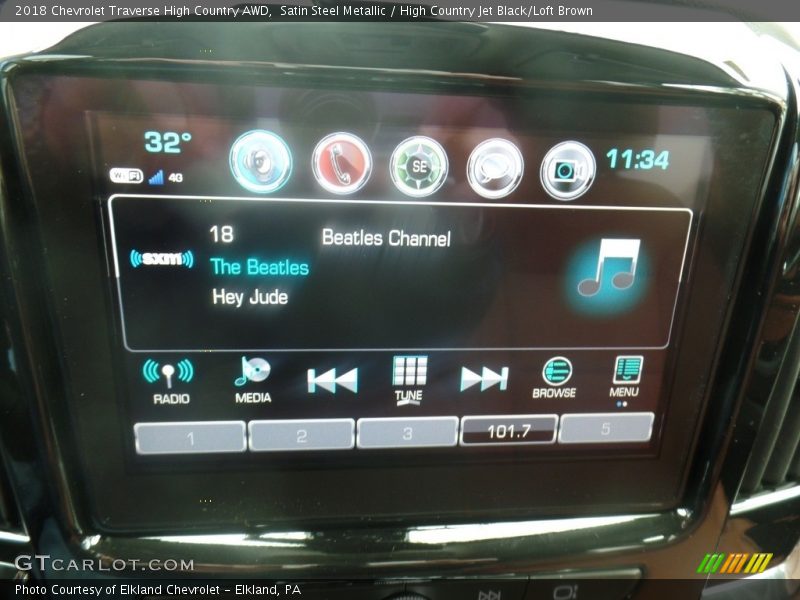 2018 Chevrolet Traverse High Country AWD,  Satin Steel Metallic / High Country Jet Black/Loft Brown
32°
SE
11:34
WiFi 4G
18 Beatles Channel
((sxm))
The Beatles
Hey Jude
RADIO MEDIA TUNE BROWSE MENU
1 2 3 101.7 5
GTCARLOT.COM
Photo Courtesy of Elkland Chevrolet – Elkland, PA